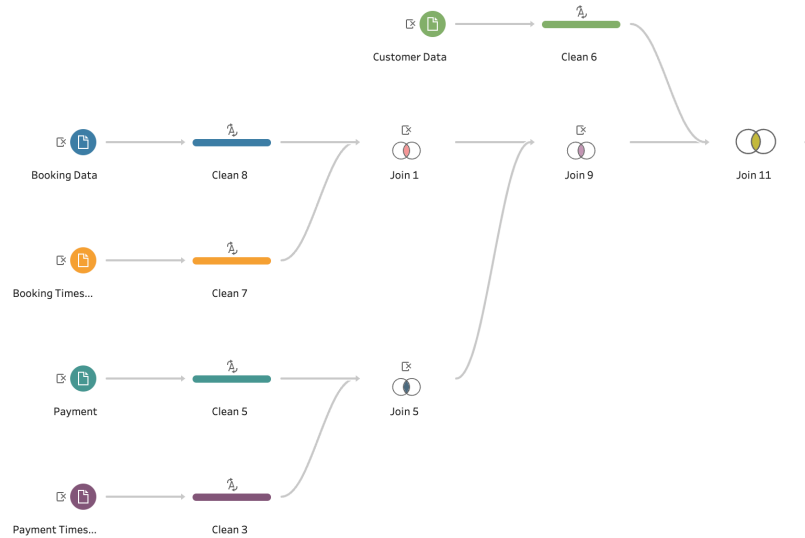 Customer Data
Clean 6
Booking Data
Clean 8
Join 1
Join 9
Join 11
Booking Times...
Clean 7
Payment
Clean 5
Join 5
Payment Times...
Clean 3